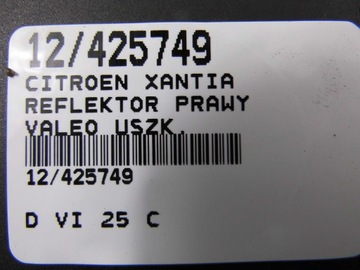 12/425749
CITROEN XANTIA
REFLEKTOR PRAWY
VALEO USZK.
12/425749
D VI 25 C